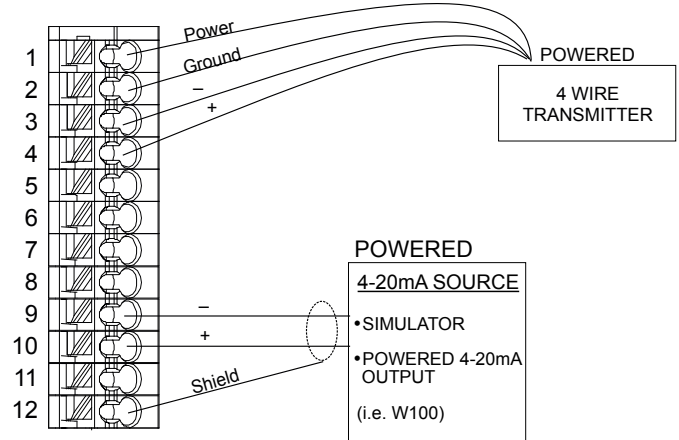 1
2
3
4
5
6
7
8
9
10
11
12
Power
Ground
–
+
POWERED
4 WIRE
TRANSMITTER
–
+
Shield
POWERED
4-20mA SOURCE
•SIMULATOR
•POWERED 4-20mA
OUTPUT
(i.e. W100)